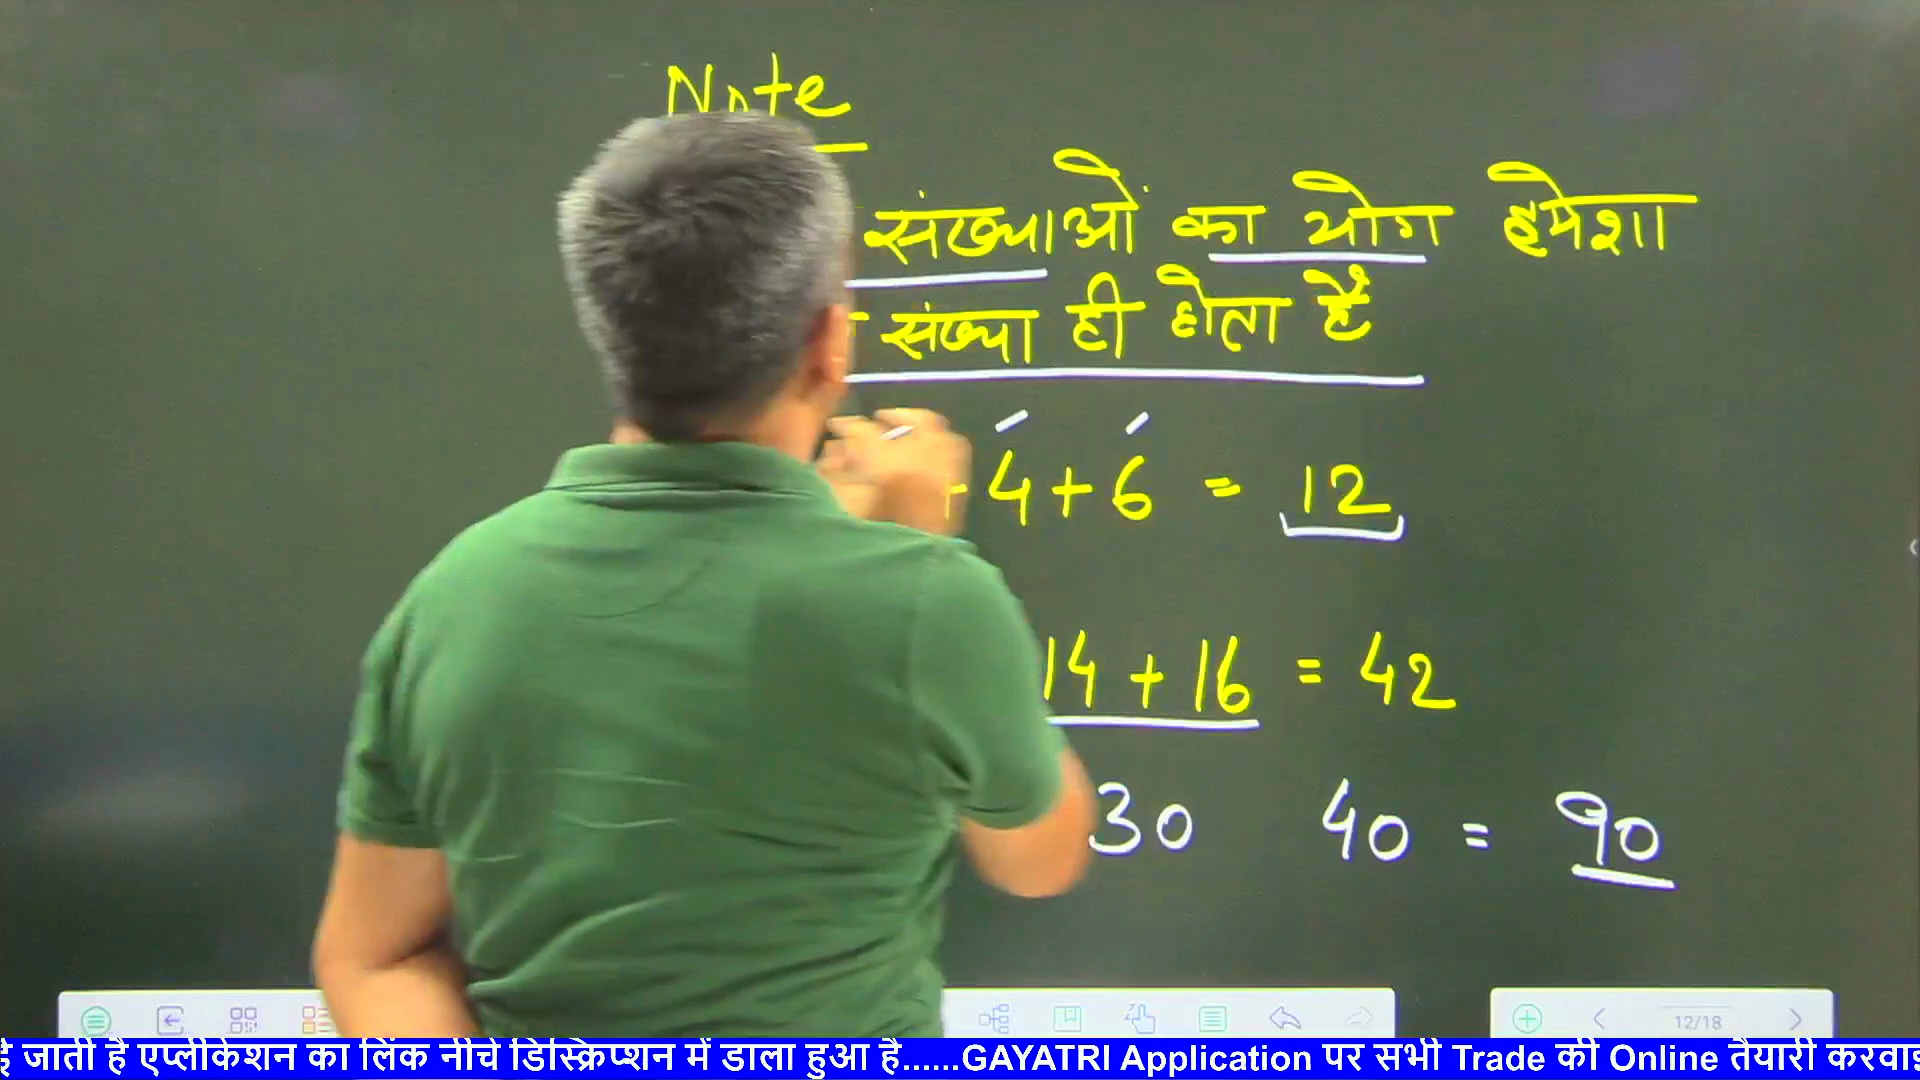 Note
संख्याओं का योग हमेशा
संख्या ही होता है
4 + 6 = 12
14 + 16 = 42
30 40 = 90
12/18
जाती है एप्लीकेशन का लिंक नीचे डिस्क्रिप्शन में डाला हुआ है......GAYATRI Application पर सभी Trade की Online तैयारी